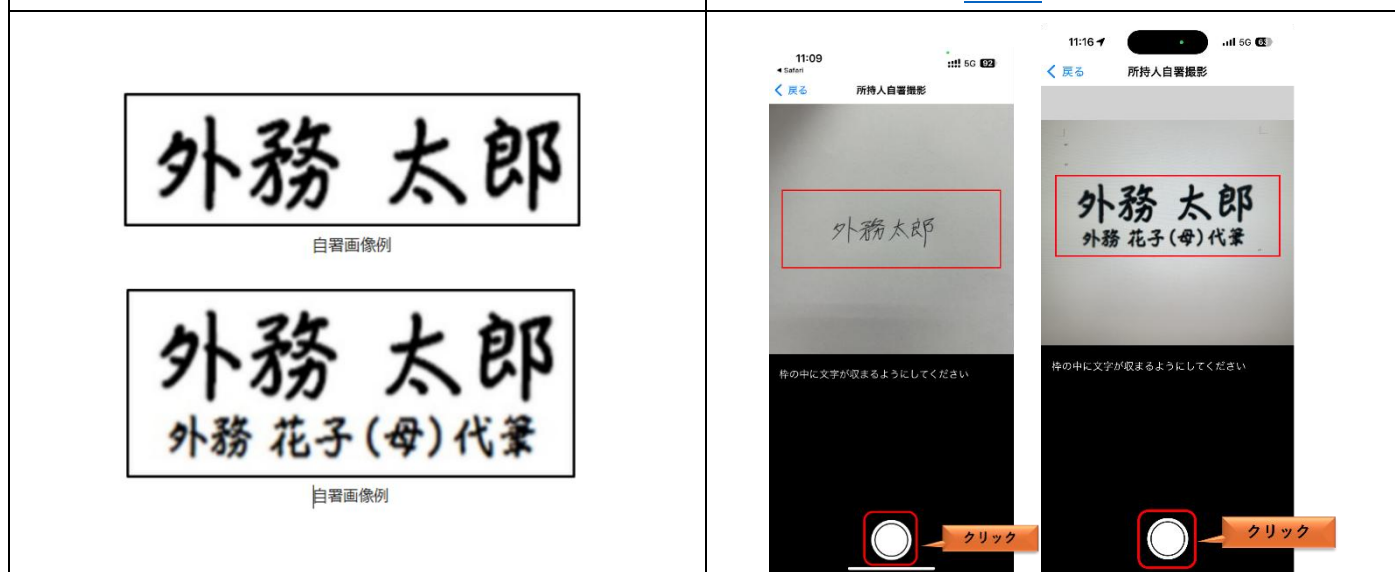 外務 太郎
自署画像例
外務 太郎
外務 花子(母)代筆
自署画像例
11:09
5G 92
Safari
戻る 所持人自署撮影
外務太郎
枠の中に文字が収まるようにしてください
クリック
11:16
5G 63
戻る 所持人自署撮影
外務 太郎
外務 花子(母)代筆
枠の中に文字が収まるようにしてください
クリック